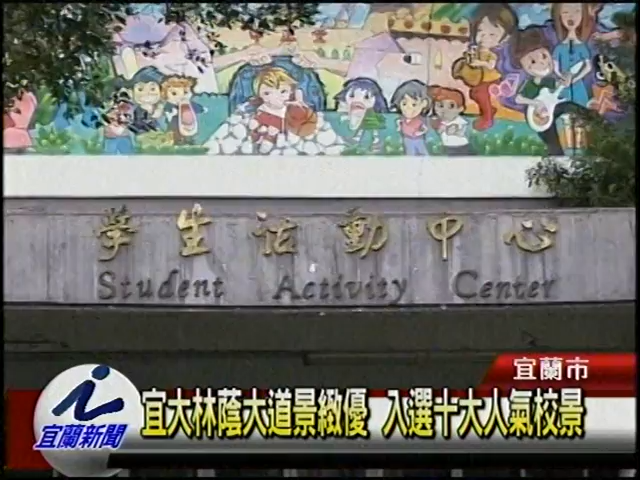 學生活動中心
Student Activity Center
宜蘭市
宜大林蔭大道景緻優 入選十大人氣校景
i
宜蘭新聞